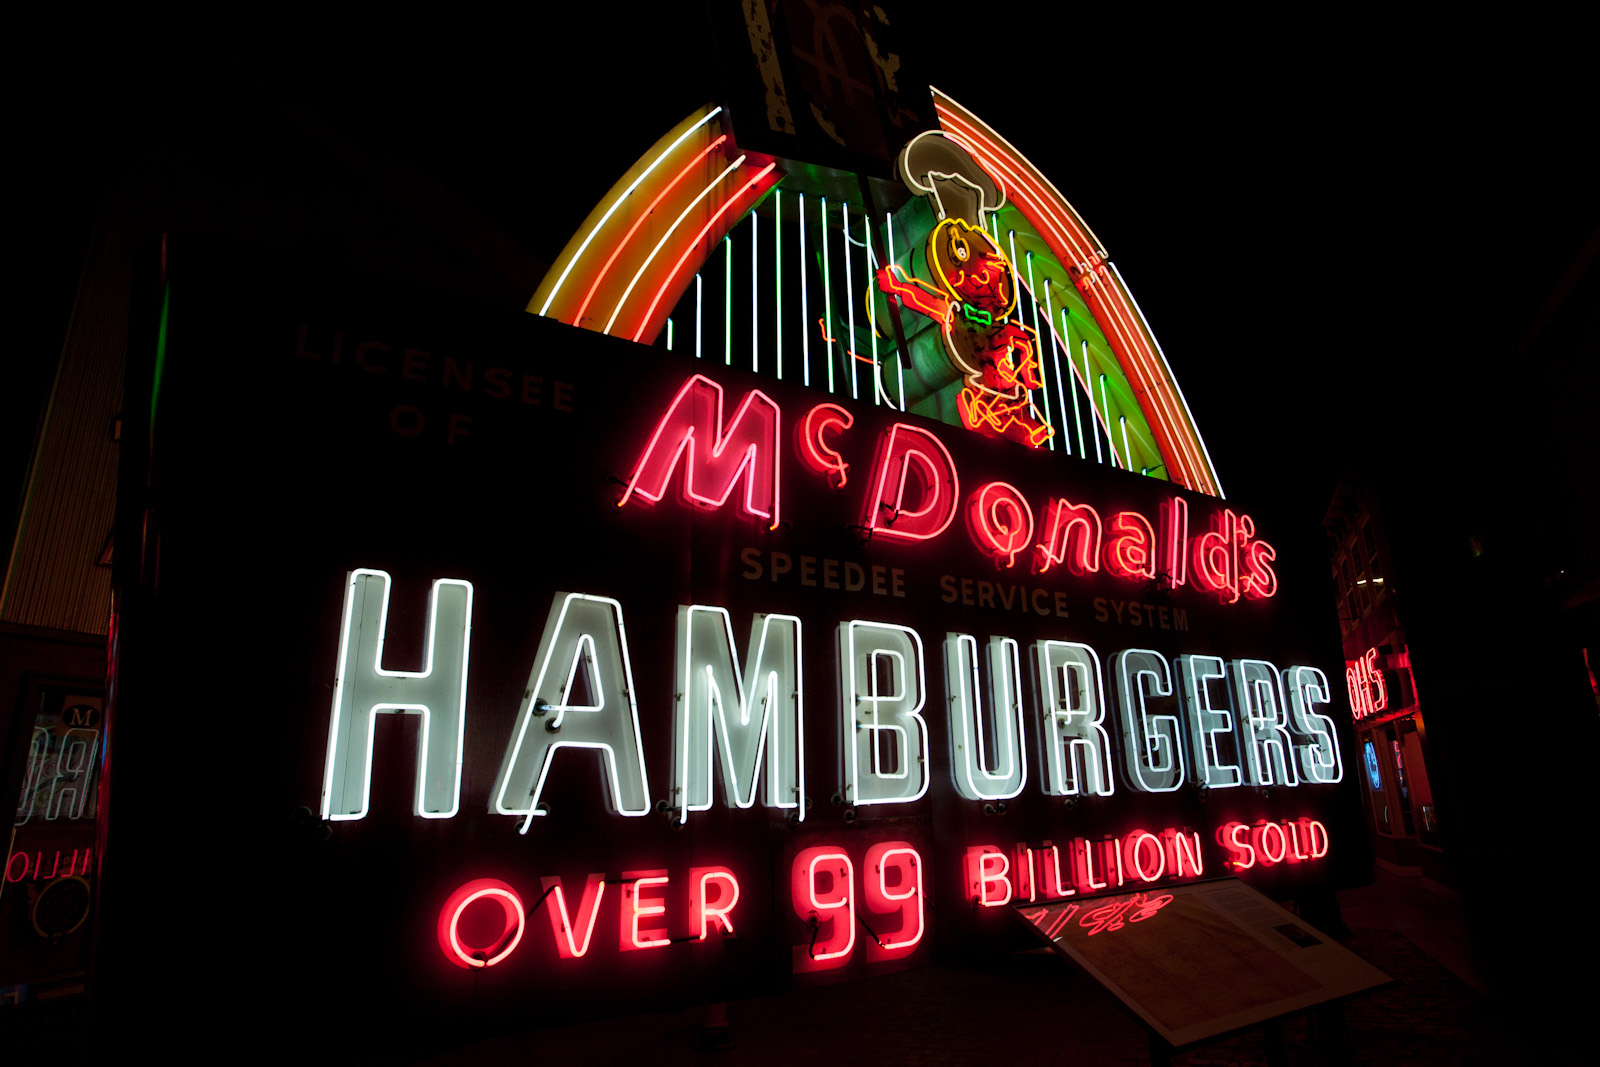 LICENSEE
OF
McDonald's
SPEEDEE SERVICE SYSTEM
HAMBURGERS
OVER 99 BILLION SOLD
M